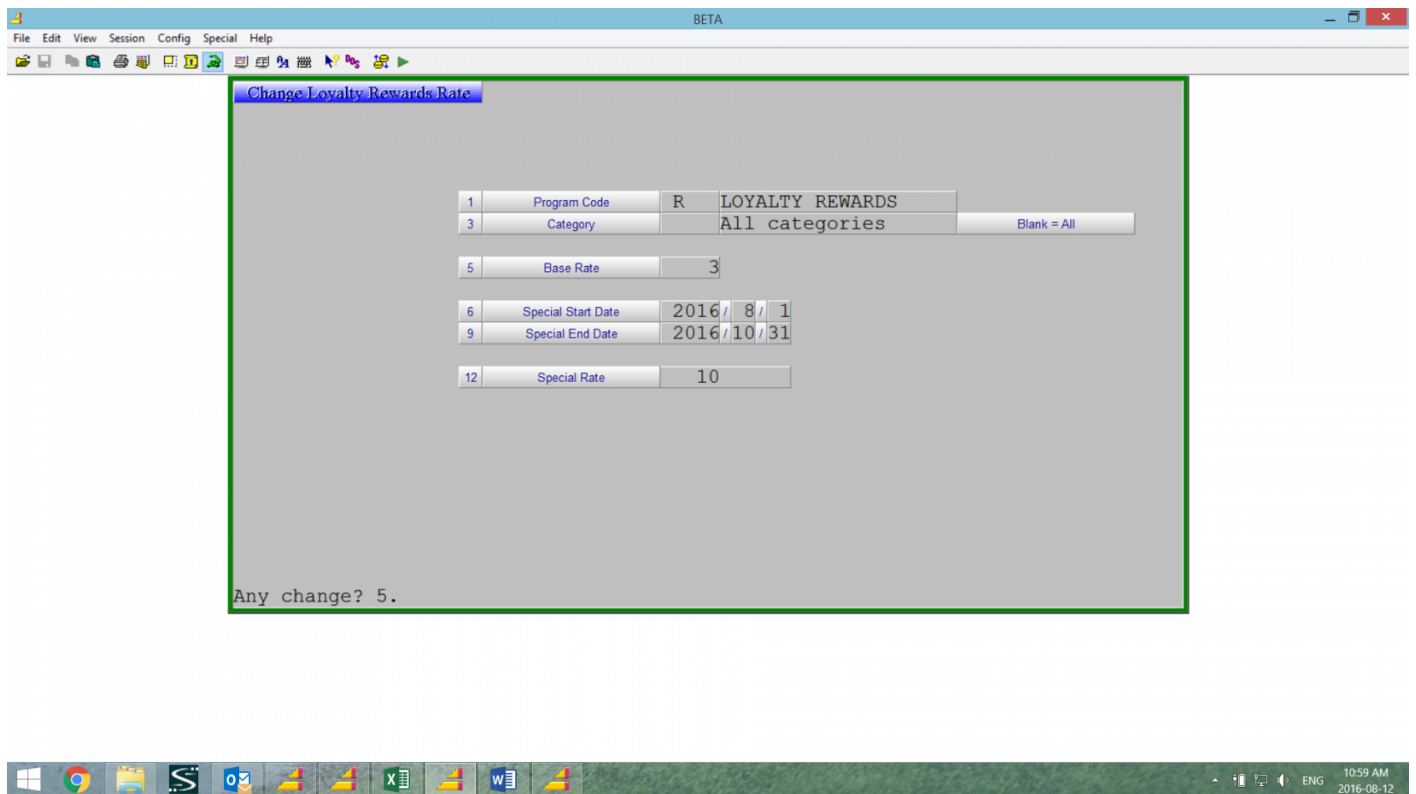 BETA
File Edit View Session Config Special Help
Change Loyalty Rewards Rate
1 Program Code R LOYALTY REWARDS
3 Category All categories Blank = All
5 Base Rate 3
6 Special Start Date 2016/ 8/ 1
9 Special End Date 2016/10/31
12 Special Rate 10
Any change? 5.
ENG 10:59 AM
2016-08-12